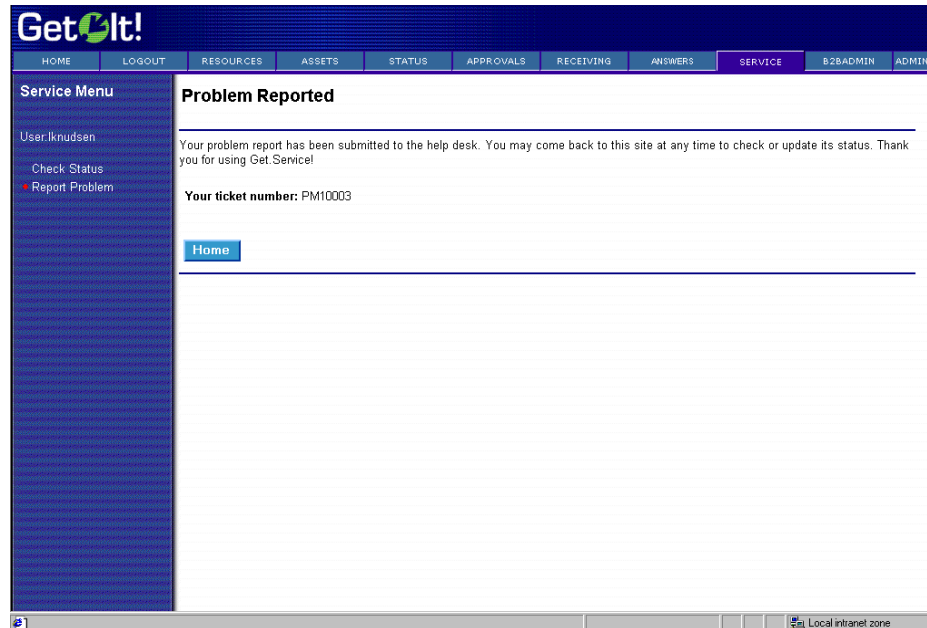 Get It!
HOME LOGOUT RESOURCES ASSETS STATUS APPROVALS RECEIVING ANSWERS SERVICE B2BADMIN ADMIN
Service Menu
Problem Reported
User:lknudsen
Your problem report has been submitted to the help desk. You may come back to this site at any time to check or update its status. Thank
you for using Get.Service!
Check Status
Report Problem
Your ticket number: PM10003
Home
Local intranet zone